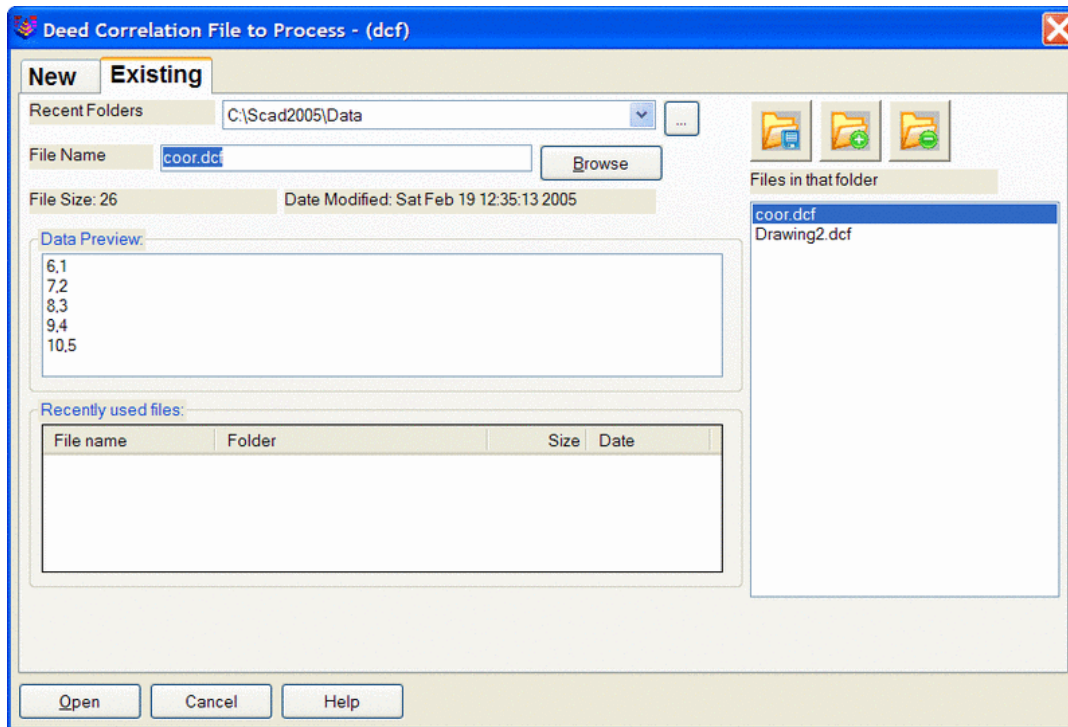 Deed Correlation File to Process - (dcf)
New Existing
Recent Folders C:\Scad2005\Data ...
File Name coor.dcf Browse
Files in that folder
File Size: 26 Date Modified: Sat Feb 19 12:35:13 2005
coor.dcf
Drawing2.dcf
Data Preview:
6,1
7,2
8,3
9,4
10,5
Recently used files:
File name Folder Size Date
Open Cancel Help